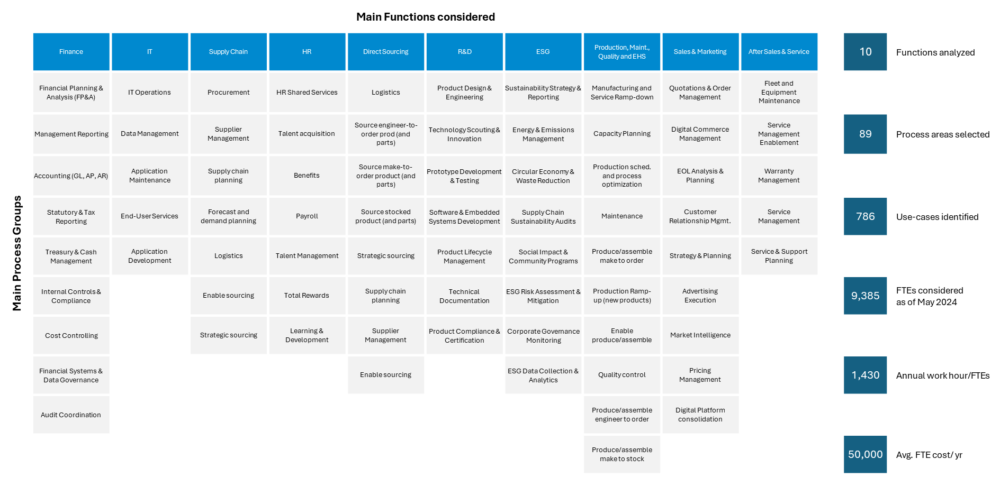 Main Functions considered
Main Process Groups
Finance
IT
Supply Chain
HR
Direct Sourcing
R&D
ESG
Production, Maint.,
Quality and EHS
Sales & Marketing
After Sales & Service
10
Functions analyzed
Financial Planning &
Analysis (FP&A)
IT Operations
Procurement
HR Shared Services
Logistics
Product Design &
Engineering
Sustainability Strategy &
Reporting
Manufacturing and
Service Ramp-down
Quotations & Order
Management
Fleet and
Equipment
Maintenance
Management Reporting
Data Management
Supplier
Management
Talent acquisition
Source engineer-to-
order prod (and
parts)
Technology Scouting &
Innovation
Energy & Emissions
Management
Capacity Planning
Digital Commerce
Management
Service
Management
Enablement
89
Process areas selected
Accounting (GL, AP, AR)
Application
Maintenance
Supply chain
planning
Benefits
Source make-to-
order product (and
parts)
Prototype Development
& Testing
Circular Economy &
Waste Reduction
Production sched.
and process
optimization
EOL Analysis &
Planning
Warranty
Management
Statutory & Tax
Reporting
End-User Services
Forecast and
demand planning
Payroll
Source stocked
product (and parts)
Software & Embedded
Systems Development
Supply Chain
Sustainability Audits
Maintenance
Customer
Relationship Mgmt.
Service
Management
786
Use-cases identified
Treasury & Cash
Management
Application
Development
Logistics
Talent Management
Strategic sourcing
Product Lifecycle
Management
Social Impact &
Community Programs
Produce/assemble
make to order
Strategy & Planning
Service & Support
Planning
Internal Controls &
Compliance
Enable sourcing
Total Rewards
Supply chain
planning
Technical
Documentation
ESG Risk Assessment &
Mitigation
Production Ramp-
up (new products)
Advertising
Execution
9,385
FTEs considered
as of May 2024
Cost Controlling
Strategic sourcing
Learning &
Development
Supplier
Management
Product Compliance &
Certification
Corporate Governance
Monitoring
Enable
produce/assemble
Market Intelligence
Financial Systems &
Data Governance
Enable sourcing
ESG Data Collection &
Analytics
Quality control
Pricing
Management
1,430
Annual work hour/FTEs
Audit Coordination
Produce/assemble
engineer to order
Digital Platform
consolidation
Produce/assemble
make to stock
50,000
Avg. FTE cost/ yr